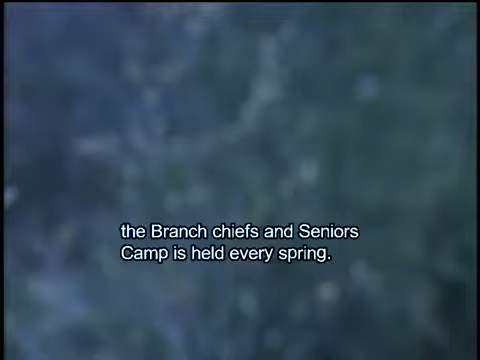 the Branch chiefs and Seniors
Camp is held every spring.